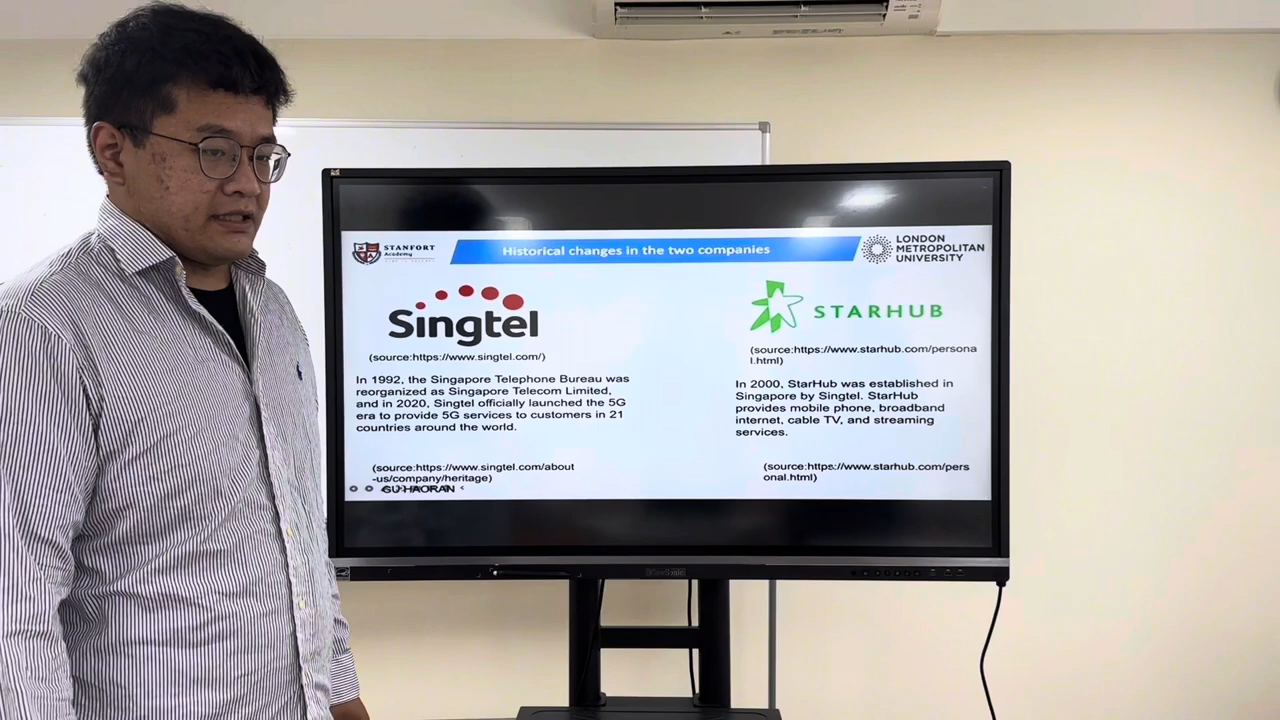 STANFORT
Academy
Historical changes in the two companies
LONDON
METROPOLITAN
UNIVERSITY
Singtel
(source:https://www.singtel.com/)
In 1992, the Singapore Telephone Bureau was
reorganized as Singapore Telecom Limited,
and in 2020, Singtel officially launched the 5G
era to provide 5G services to customers in 21
countries around the world.
(source:https://www.singtel.com/about
-us/company/heritage)
GU HAORAN
STARHUB
(source:https://www.starhub.com/persona
l.html)
In 2000, StarHub was established in
Singapore by Singtel. StarHub
provides mobile phone, broadband
internet, cable TV, and streaming
services.
(source:https://www.starhub.com/pers
onal.html)
ViewSonic